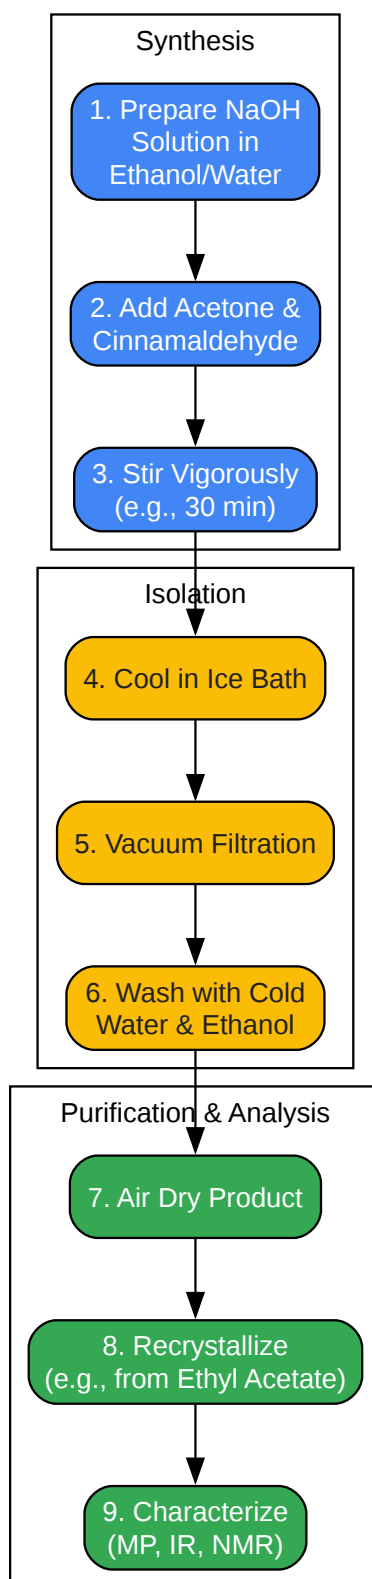 Synthesis
1. Prepare NaOH
Solution in
Ethanol/Water
2. Add Acetone &
Cinnamaldehyde
3. Stir Vigorously
(e.g., 30 min)
Isolation
4. Cool in Ice Bath
5. Vacuum Filtration
6. Wash with Cold
Water & Ethanol
Purification & Analysis
7. Air Dry Product
8. Recrystallize
(e.g., from Ethyl Acetate)
9. Characterize
(MP, IR, NMR)